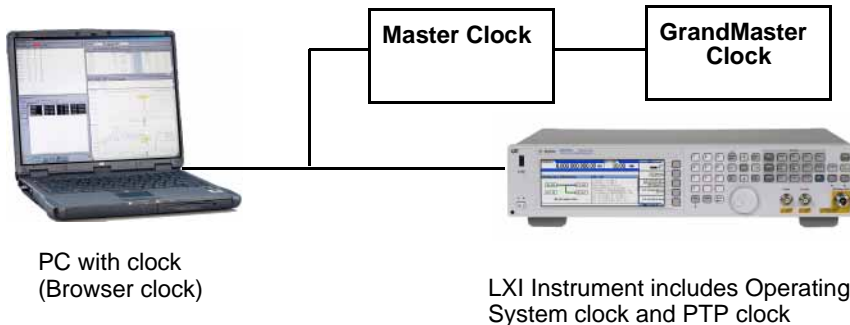 Master Clock
GrandMaster
Clock
PC with clock
(Browser clock)
LXI Instrument includes Operating
System clock and PTP clock